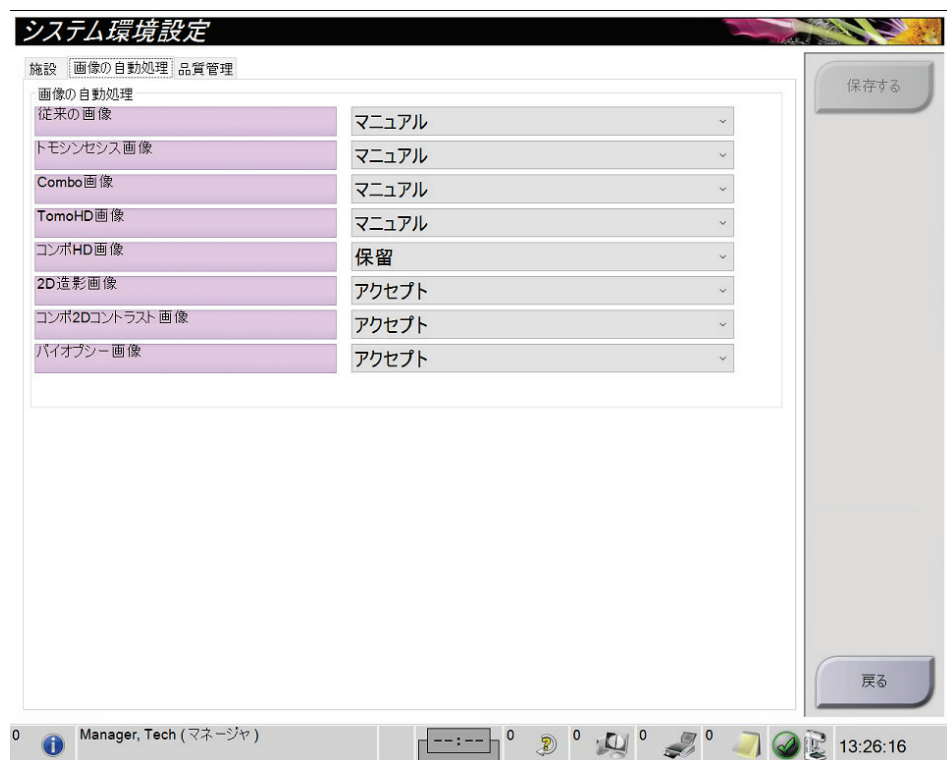 システム環境設定
施設 画像の自動処理 品質管理
保存する
画像の自動処理
従来の画像 マニュアル
トモシンセシス画像 マニュアル
Combo画像 マニュアル
TomoHD画像 マニュアル
コンボHD画像 保留
2D造影画像 アクセプト
コンボ2Dコントラスト画像 アクセプト
バイオプシー画像 アクセプト
戻る
0 Manager, Tech (マネージャ) --:-- 0 0 0 0 13:26:16